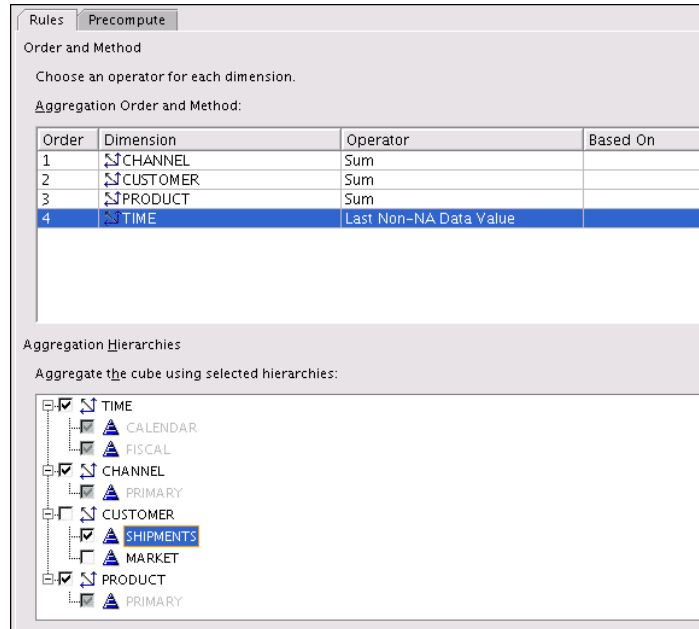 Rules Precompute
Order and Method
Choose an operator for each dimension.
Aggregation Order and Method:
Order Dimension Operator Based On
1 CHANNEL Sum
2 CUSTOMER Sum
3 PRODUCT Sum
4 TIME Last Non-NA Data Value
Aggregation Hierarchies
Aggregate the cube using selected hierarchies:
TIME
CALENDAR
FISCAL
CHANNEL
PRIMARY
CUSTOMER
SHIPMENTS
MARKET
PRODUCT
PRIMARY